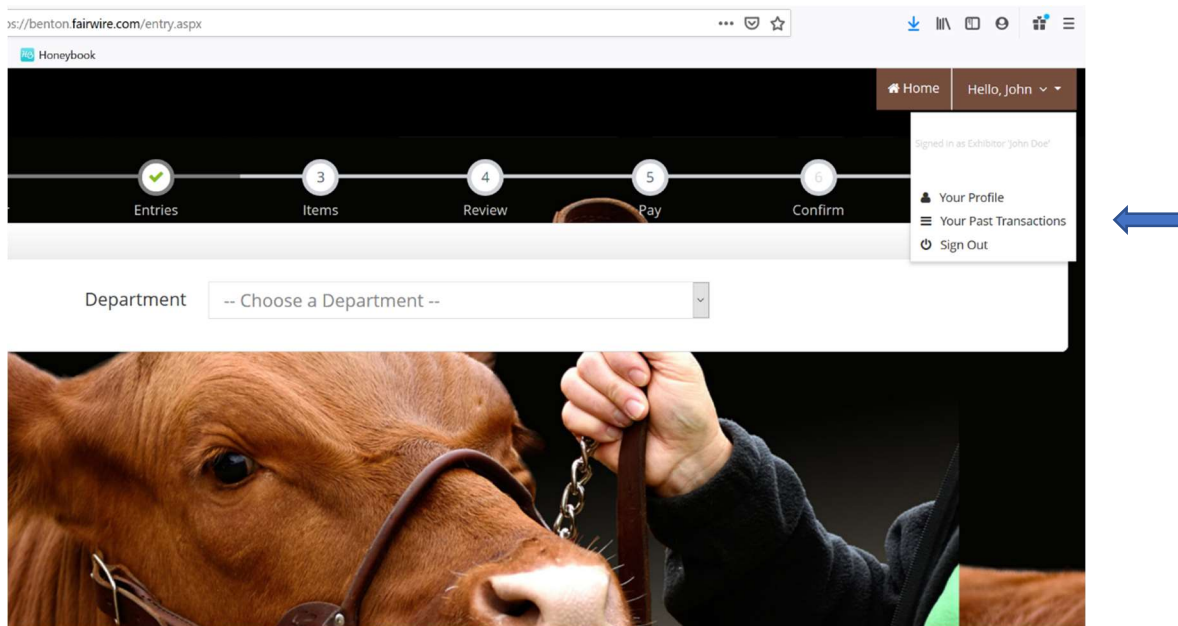 ps://benton.fairwire.com/entry.aspx
Honeybook
Home Hello, John
Signed in as Exhibitor 'John Doe'
3 4 5 6
Entries Items Review Pay Confirm
Your Profile
Your Past Transactions
Sign Out
Department -- Choose a Department --